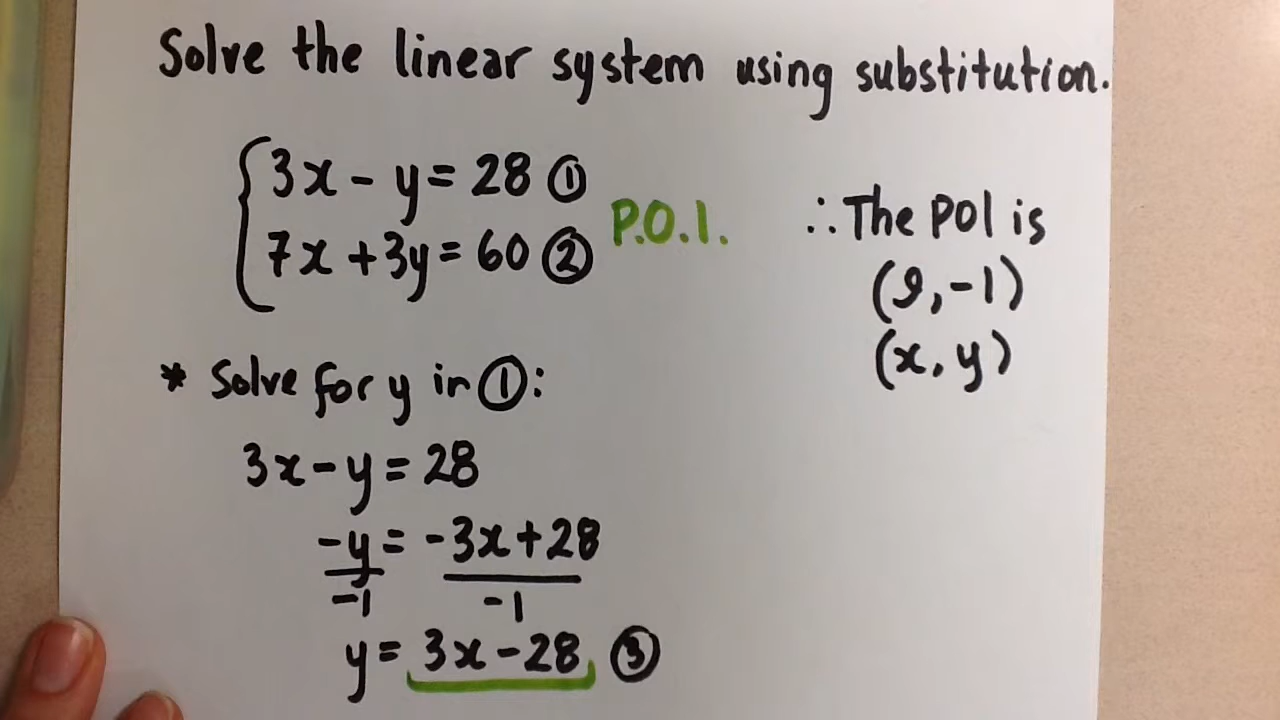 Solve the linear system using substitution.
3x - y = 28 ①
7x + 3y = 60 ②
P.O.I.
∴ The POI is
(9, -1)
(x, y)
* Solve for y in ①:
3x - y = 28
-y = -3x + 28
-1 -1
y = 3x - 28 ③